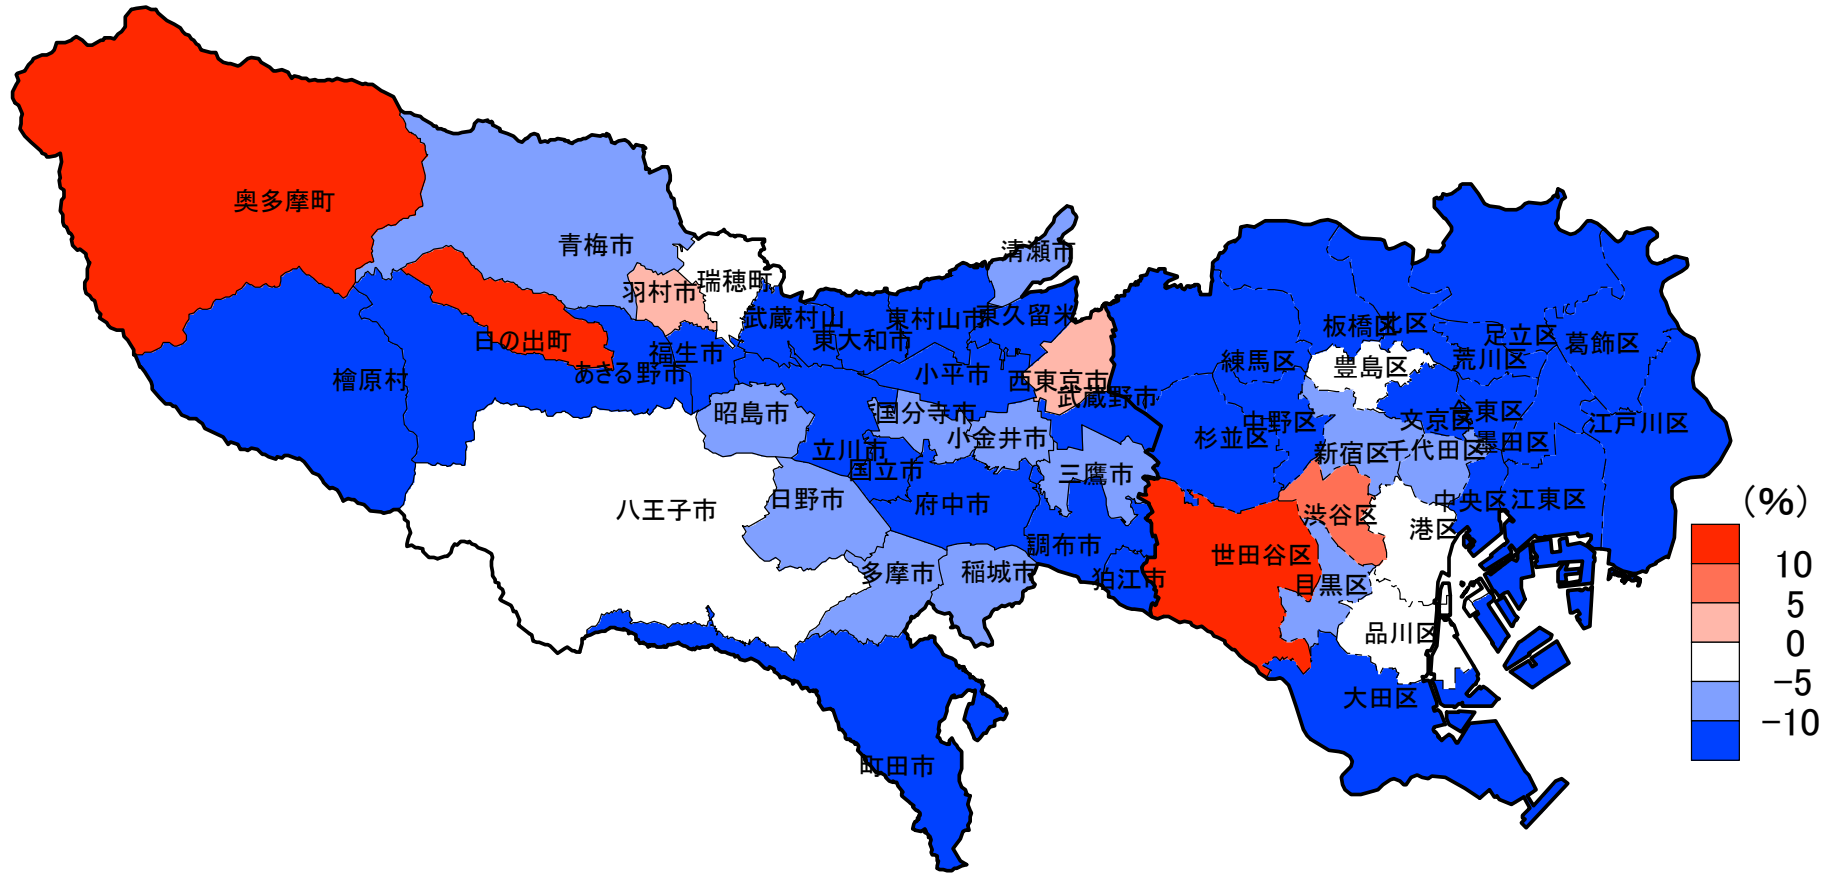 奥多摩町
青梅市
瑞穂町
羽村市
清瀬市
日の出町
檜原村
あきる野市
福生市
武蔵村山
東大和市
東村山市
東久留米
小平市
西東京市
武蔵野市
昭島市
国分寺市
小金井市
立川市
国立市
三鷹市
八王子市
日野市
府中市
調布市
狛江市
多摩市
稲城市
町田市
板橋区
北区
足立区
葛飾区
練馬区
豊島区
荒川区
杉並区
中野区
文京区
台東区
墨田区
江戸川区
新宿区
千代田区
中央区
江東区
渋谷区
港区
世田谷区
目黒区
品川区
大田区
(%)
10
5
0
-5
-10